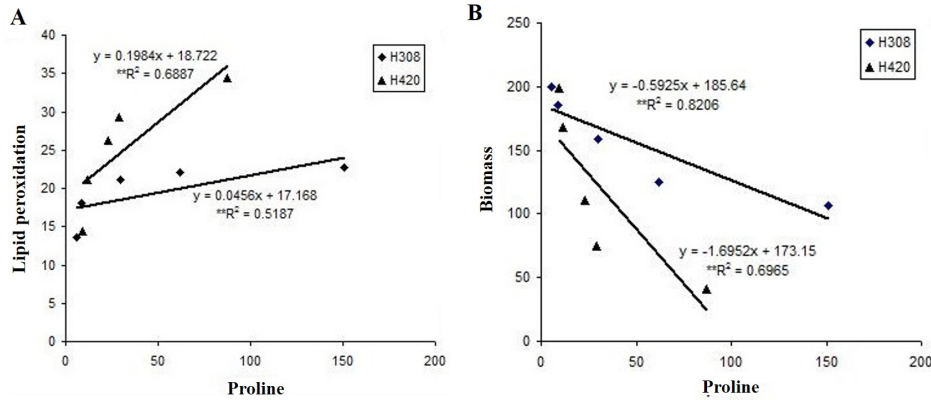 A
40
35
30
25
20
15
10
5
0
0 50 100 150 200
Lipid peroxidation
Proline
y = 0.1984x + 18.722
**R² = 0.6887
y = 0.0456x + 17.168
**R² = 0.5187
H308
H420
B
250
200
150
100
50
0
0 50 100 150 200
Biomass
Proline
y = -0.5925x + 185.64
**R² = 0.8206
y = -1.6952x + 173.15
**R² = 0.6965
H308
H420